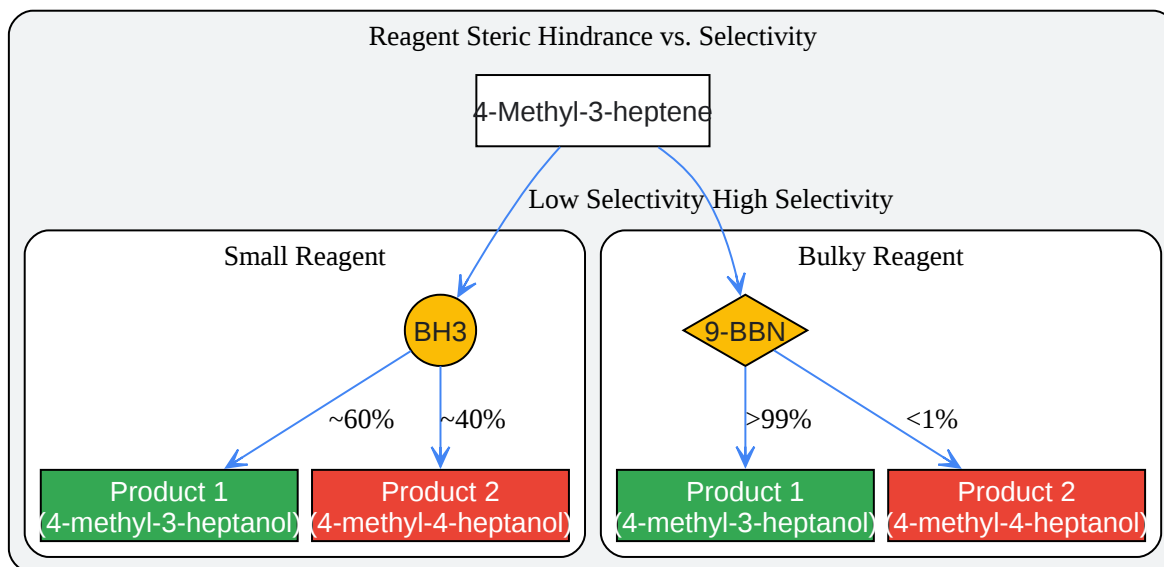 Reagent Steric Hindrance vs. Selectivity
4-Methyl-3-heptene
Low Selectivity
High Selectivity
Small Reagent
Bulky Reagent
BH3
9-BBN
~60%
~40%
>99%
<1%
Product 1
(4-methyl-3-heptanol)
Product 2
(4-methyl-4-heptanol)
Product 1
(4-methyl-3-heptanol)
Product 2
(4-methyl-4-heptanol)